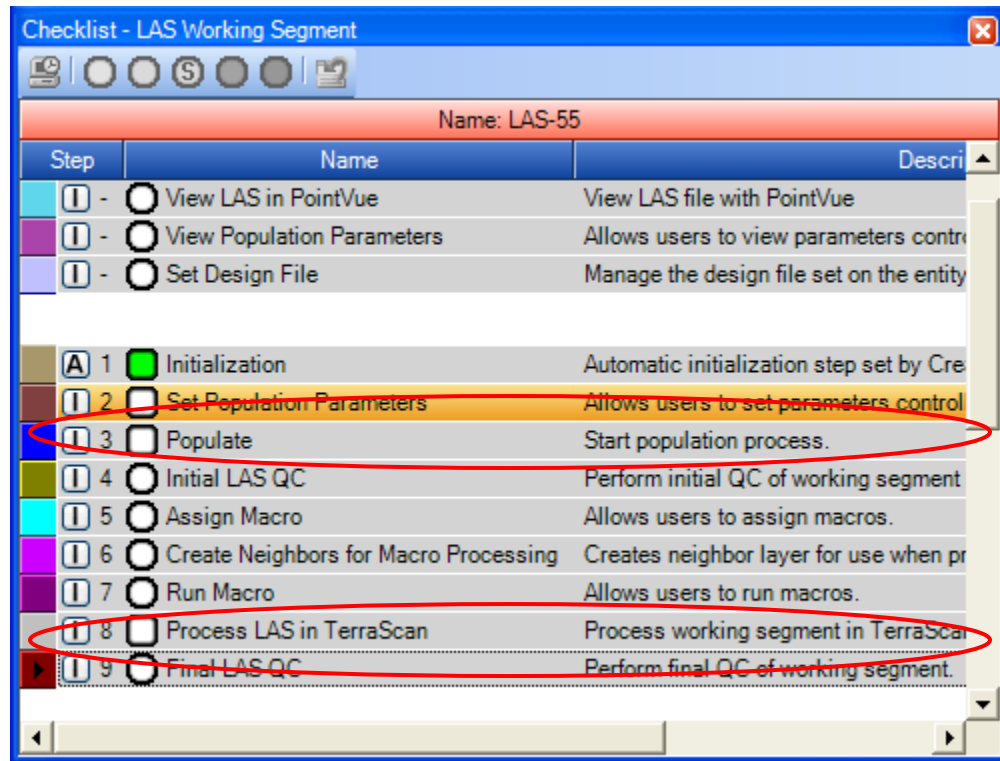 Checklist - LAS Working Segment
S
Name: LAS-55
Step Name Descri
I - View LAS in PointVue View LAS file with PointVue
I - View Population Parameters Allows users to view parameters contro
I - Set Design File Manage the design file set on the entity
A 1 Initialization Automatic initialization step set by Cre
I 2 Set Population Parameters Allows users to set parameters control
I 3 Populate Start population process.
I 4 Initial LAS QC Perform initial QC of working segment
I 5 Assign Macro Allows users to assign macros.
I 6 Create Neighbors for Macro Processing Creates neighbor layer for use when pr
I 7 Run Macro Allows users to run macros.
I 8 Process LAS in TerraScan Process working segment in TerraScan
I 9 Final LAS QC Perform final QC of working segment.